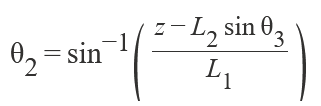 θ₂ = sin⁻¹( (z − L₂ sin θ₃) / L₁ )